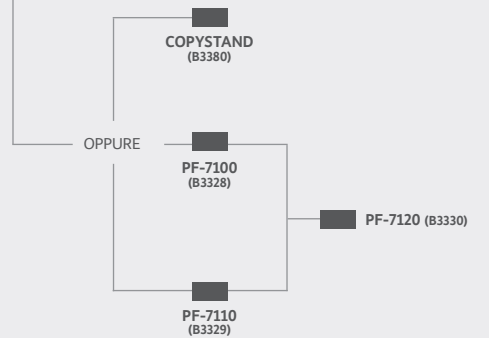 COPYSTAND
(B3380)
OPPURE
PF-7100
(B3328)
PF-7120 (B3330)
PF-7110
(B3329)